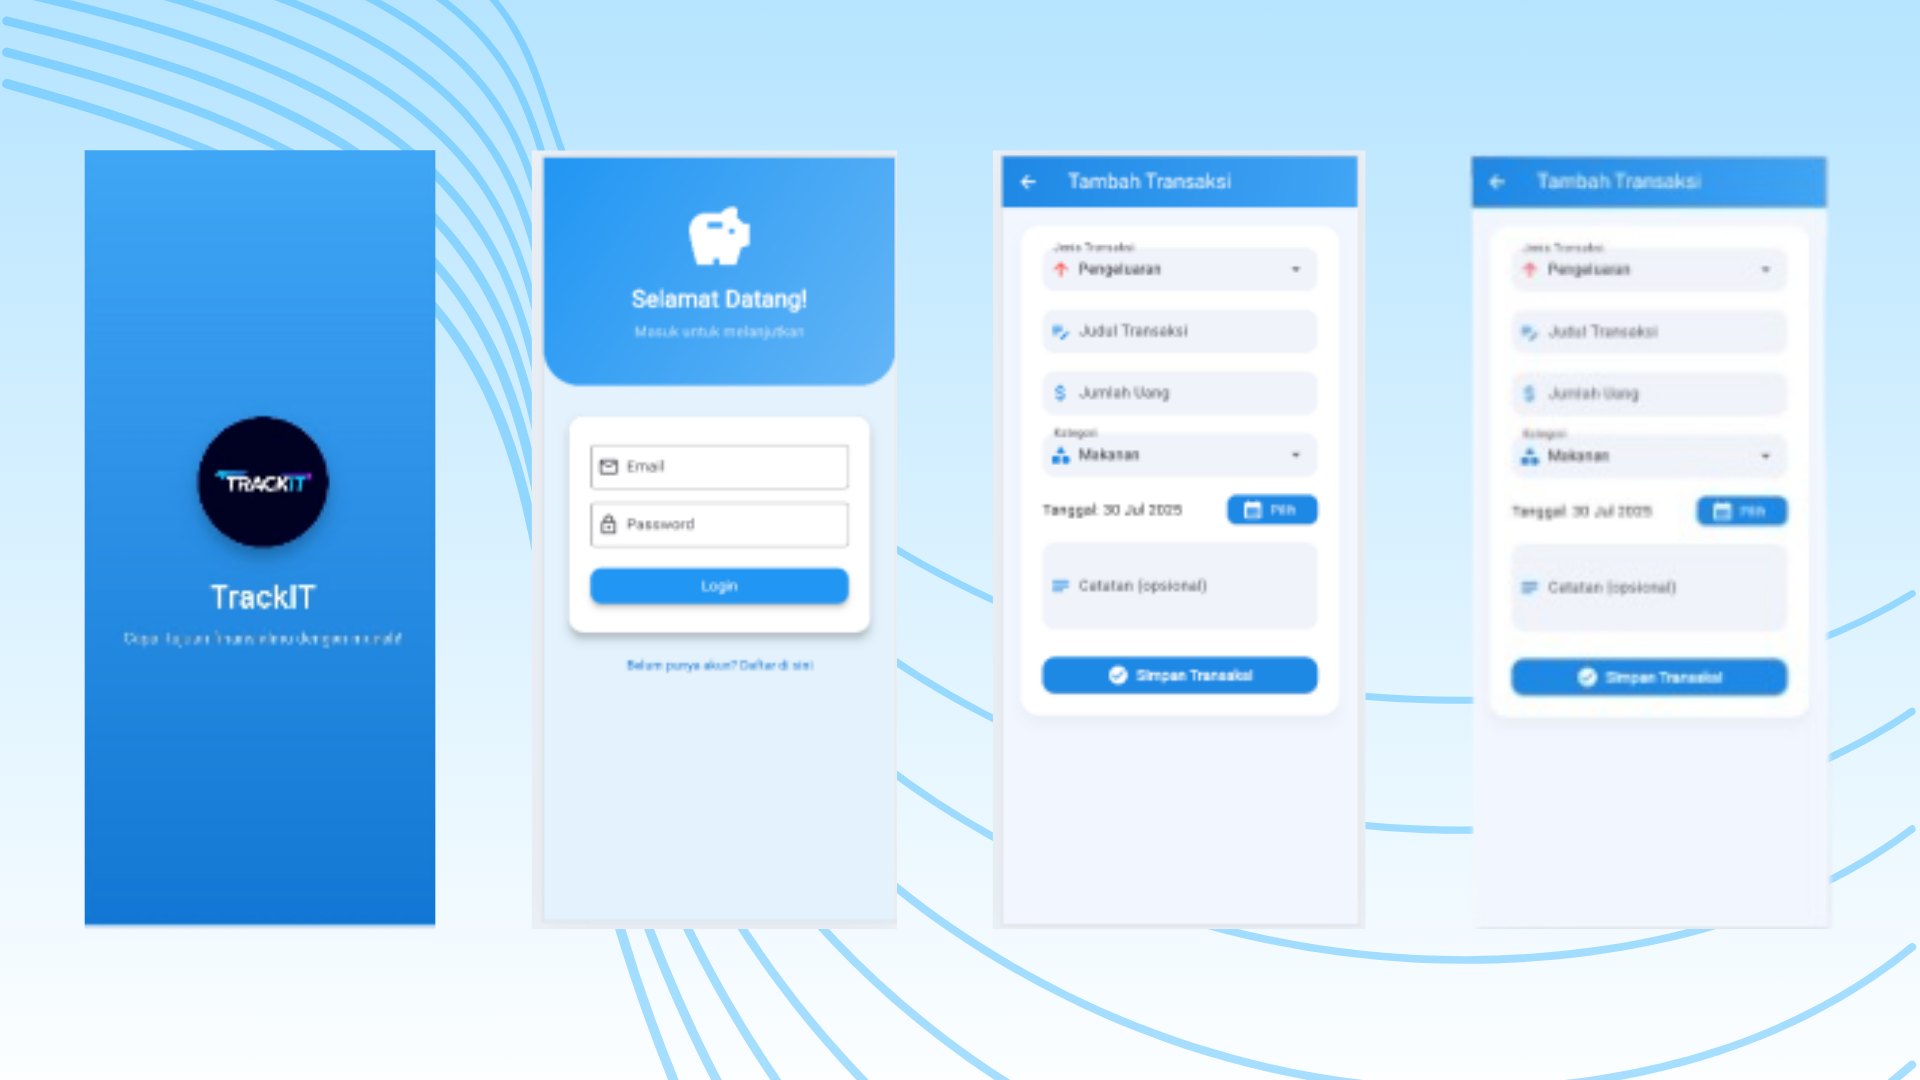 TRACKIT
TrackIT
Selamat Datang!
Masuk untuk melanjutkan
Email
Password
Login
Belum punya akun? Daftar di sini
Tambah Transaksi
Jenis Transaksi
Pengeluaran
Judul Transaksi
Jumlah Uang
Kategori
Makanan
Tanggal: 30 Jul 2025
Pilih
Catatan (opsional)
Simpan Transaksi
Tambah Transaksi
Jenis Transaksi
Pengeluaran
Judul Transaksi
Jumlah Uang
Kategori
Makanan
Tanggal: 30 Jul 2025
Pilih
Catatan (opsional)
Simpan Transaksi